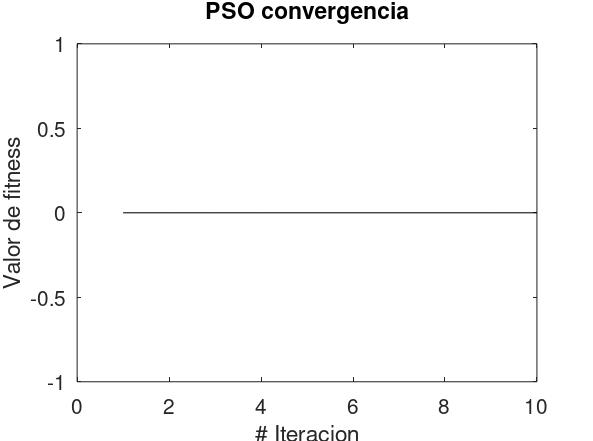 PSO convergencia
1
0.5
0
-0.5
-1
Valor de fitness
0 2 4 6 8 10
# Iteracion